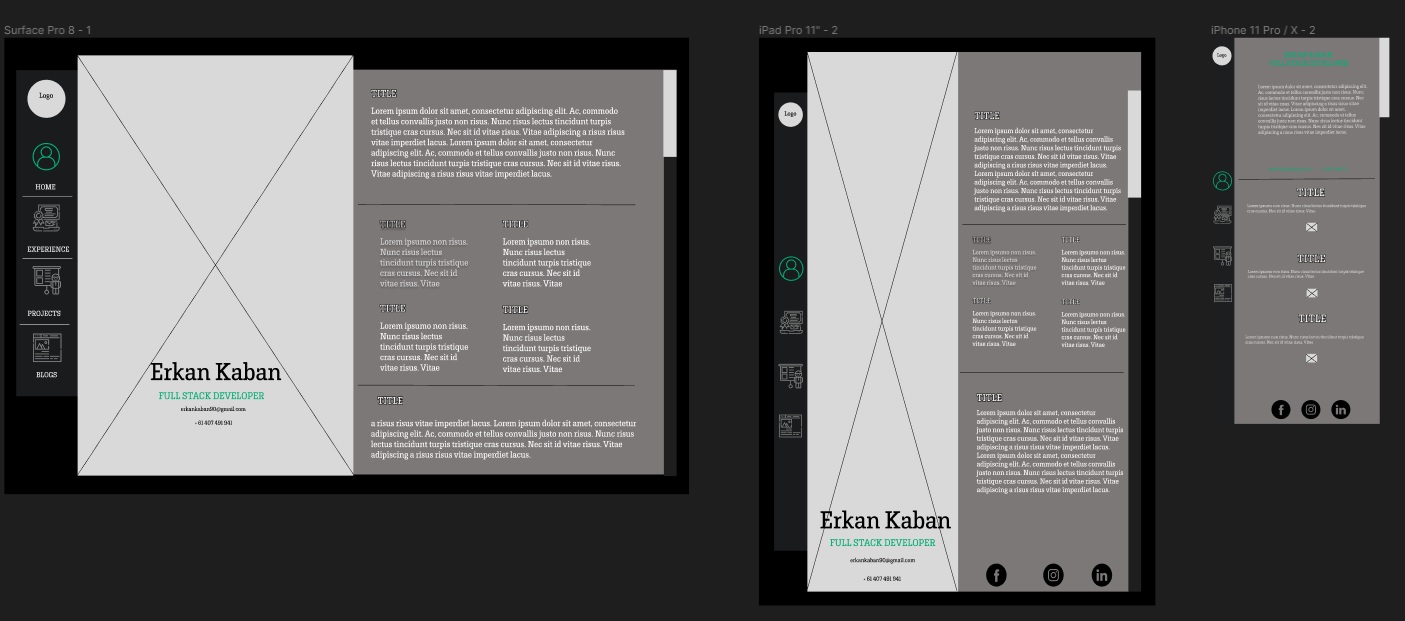 Surface Pro 8 - 1
Logo
HOME
EXPERIENCE
PROJECTS
BLOGS
Erkan Kaban
FULL STACK DEVELOPER
erkankaban90@gmail.com
+ 61 407 491 941
TITLE
Lorem ipsum dolor sit amet, consectetur adipiscing elit. Ac, commodo
et tellus convallis justo non risus. Nunc risus lectus tincidunt turpis
tristique cras cursus. Nec sit id vitae risus. Vitae adipiscing a risus risus
vitae imperdiet lacus. Lorem ipsum dolor sit amet, consectetur
adipiscing elit. Ac, commodo et tellus convallis justo non risus. Nunc
risus lectus tincidunt turpis tristique cras cursus. Nec sit id vitae risus.
Vitae adipiscing a risus risus vitae imperdiet lacus.
TITLE
Lorem ipsumo non risus.
Nunc risus lectus
tincidunt turpis tristique
cras cursus. Nec sit id
vitae risus. Vitae
TITLE
Lorem ipsumo non risus.
Nunc risus lectus
tincidunt turpis tristique
cras cursus. Nec sit id
vitae risus. Vitae
TITLE
Lorem ipsumo non risus.
Nunc risus lectus
tincidunt turpis tristique
cras cursus. Nec sit id
vitae risus. Vitae
TITLE
Lorem ipsumo non risus.
Nunc risus lectus
tincidunt turpis tristique
cras cursus. Nec sit id
vitae risus. Vitae
TITLE
a risus risus vitae imperdiet lacus. Lorem ipsum dolor sit amet, consectetur
adipiscing elit. Ac, commodo et tellus convallis justo non risus. Nunc risus
lectus tincidunt turpis tristique cras cursus. Nec sit id vitae risus. Vitae
adipiscing a risus risus vitae imperdiet lacus.
iPad Pro 11" - 2
Logo
Erkan Kaban
FULL STACK DEVELOPER
erkankaban90@gmail.com
+ 61 407 491 941
TITLE
Lorem ipsum dolor sit amet, consectetur
adipiscing elit. Ac, commodo et tellus convallis
justo non risus. Nunc risus lectus tincidunt turpis
tristique cras cursus. Nec sit id vitae risus. Vitae
adipiscing a risus risus vitae imperdiet lacus.
Lorem ipsum dolor sit amet, consectetur
adipiscing elit. Ac, commodo et tellus convallis
justo non risus. Nunc risus lectus tincidunt turpis
tristique cras cursus. Nec sit id vitae risus. Vitae
adipiscing a risus risus vitae imperdiet lacus.
TITLE
Lorem ipsumo non risus.
Nunc risus lectus
tincidunt turpis tristique
cras cursus. Nec sit id
vitae risus. Vitae
TITLE
Lorem ipsumo non risus.
Nunc risus lectus
tincidunt turpis tristique
cras cursus. Nec sit id
vitae risus. Vitae
TITLE
Lorem ipsumo non risus.
Nunc risus lectus
tincidunt turpis tristique
cras cursus. Nec sit id
vitae risus. Vitae
TITLE
Lorem ipsumo non risus.
Nunc risus lectus
tincidunt turpis tristique
cras cursus. Nec sit id
vitae risus. Vitae
TITLE
Lorem ipsum dolor sit amet, consectetur
adipiscing elit. Ac, commodo et tellus convallis
justo non risus. Nunc risus lectus tincidunt turpis
tristique cras cursus. Nec sit id vitae risus. Vitae
adipiscing a risus risus vitae imperdiet lacus.
Lorem ipsum dolor sit amet, consectetur
adipiscing elit. Ac, commodo et tellus convallis
justo non risus. Nunc risus lectus tincidunt turpis
tristique cras cursus. Nec sit id vitae risus. Vitae
adipiscing a risus risus vitae imperdiet lacus.
iPhone 11 Pro / X - 2
Logo
TITLE
TITLE
TITLE